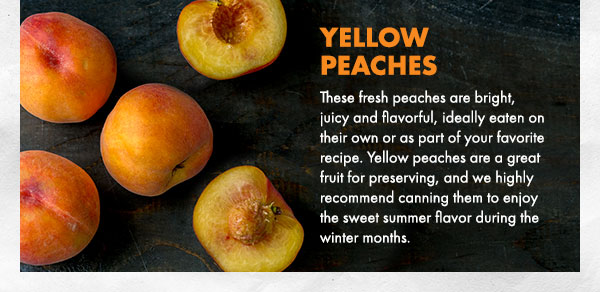 YELLOW
PEACHES
These fresh peaches are bright,
juicy and flavorful, ideally eaten on
their own or as part of your favorite
recipe. Yellow peaches are a great
fruit for preserving, and we highly
recommend canning them to enjoy
the sweet summer flavor during the
winter months.